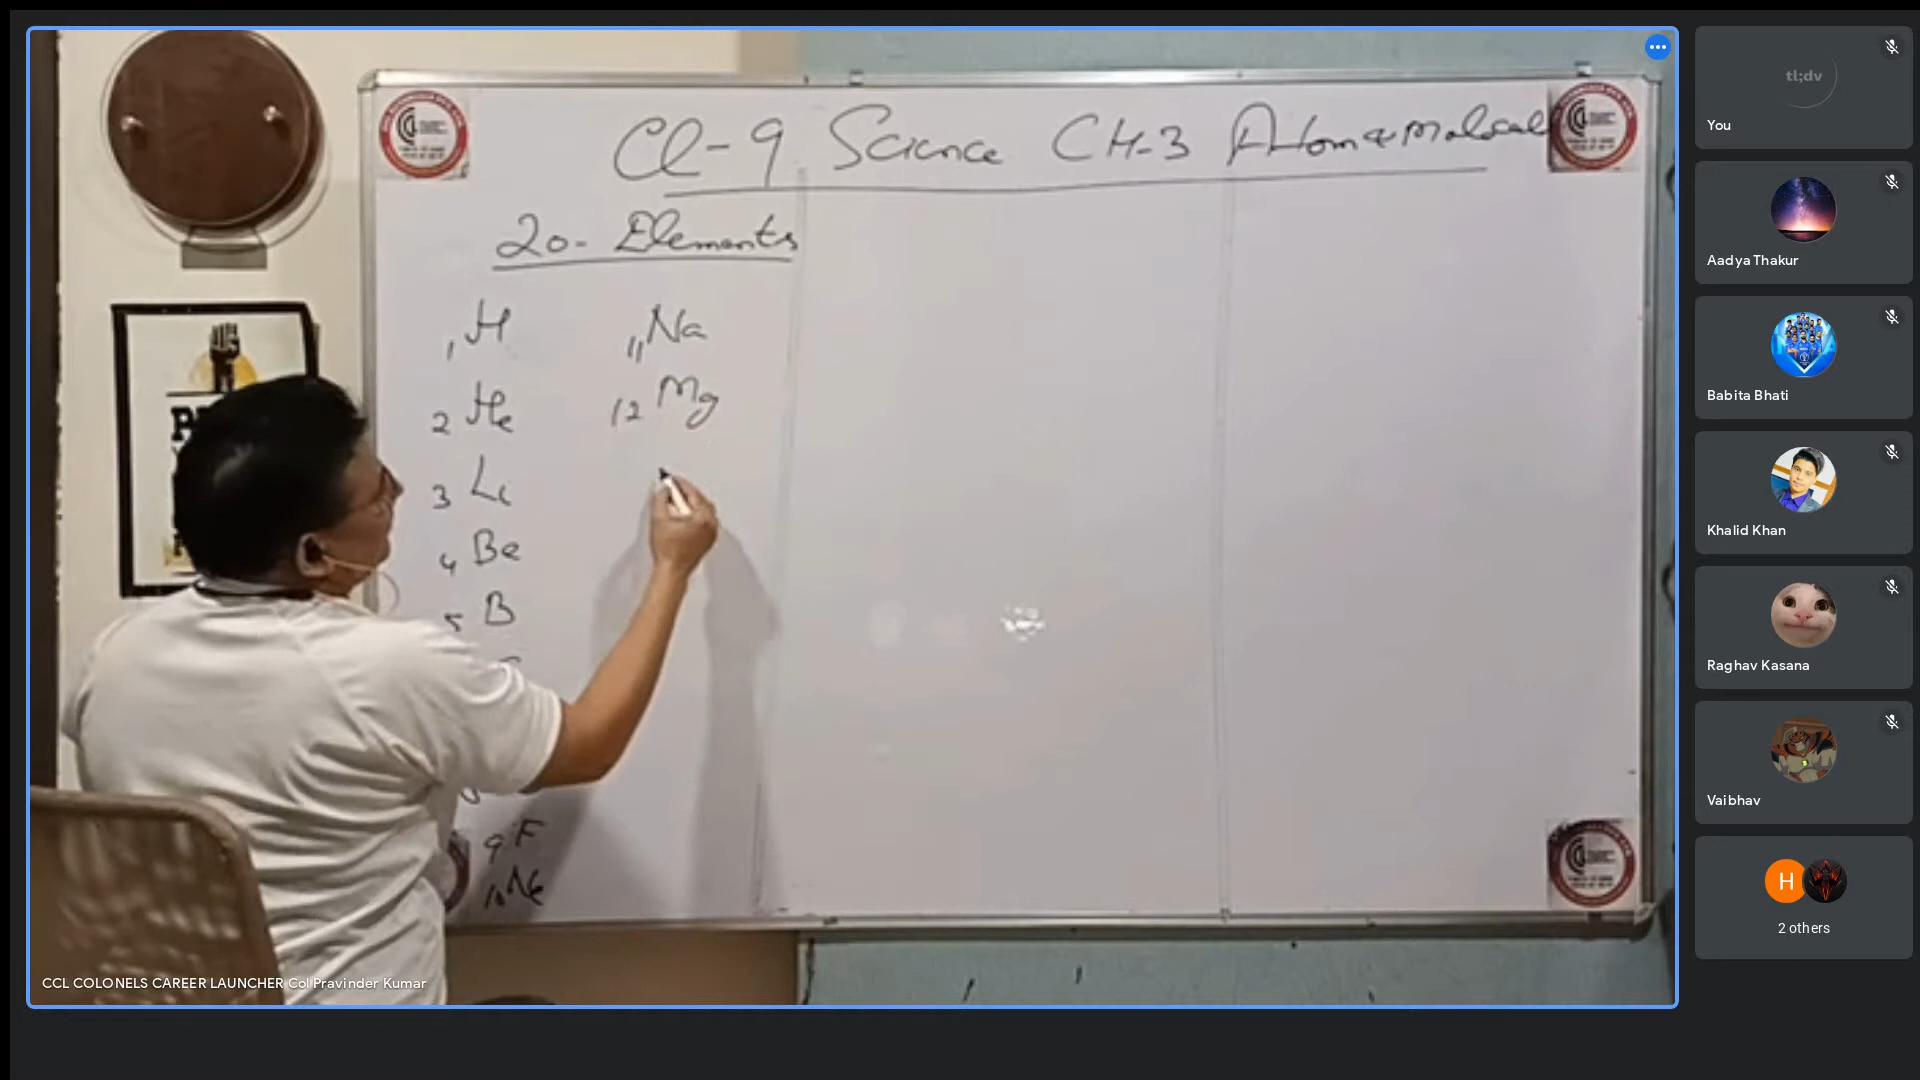 Cl-9 Science CH-3 Atom & Molecule
20- Elements
1 H
2 He
3 Li
4 Be
5 B
9 F
10 Ne
11 Na
12 Mg
CCL COLONELS CAREER LAUNCHER Col Pravinder Kumar
tl;dv
You
Aadya Thakur
Babita Bhati
Khalid Khan
Raghav Kasana
Vaibhav
H
2 others